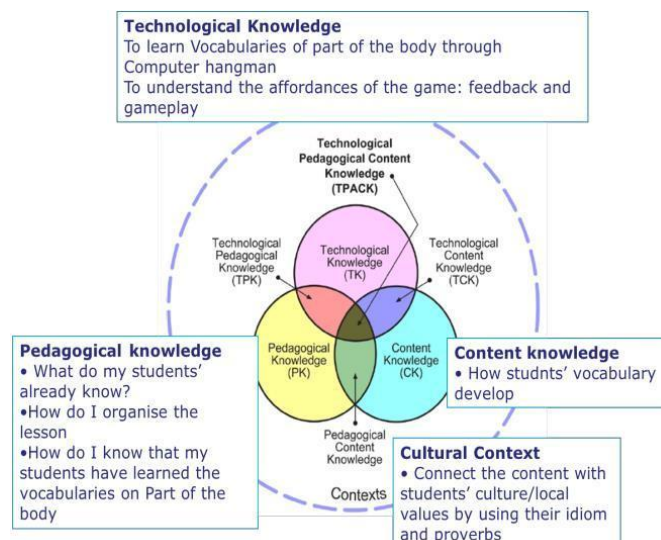 Technological Knowledge
To learn Vocabularies of part of the body through
Computer hangman
To understand the affordances of the game: feedback and
gameplay
Technological
Pedagogical Content
Knowledge
(TPACK)
Technological
Pedagogical
Knowledge
(TPK)
Technological
Knowledge
(TK)
Technological
Content
Knowledge
(TCK)
Pedagogical
Knowledge
(PK)
Content
Knowledge
(CK)
Pedagogical
Content
Knowledge
Contexts
Pedagogical knowledge
• What do my students'
already know?
•How do I organise the
lesson
•How do I know that my
students have learned the
vocabularies on Part of the
body
Content knowledge
• How studnts' vocabulary
develop
Cultural Context
• Connect the content with
students' culture/local
values by using their idiom
and proverbs